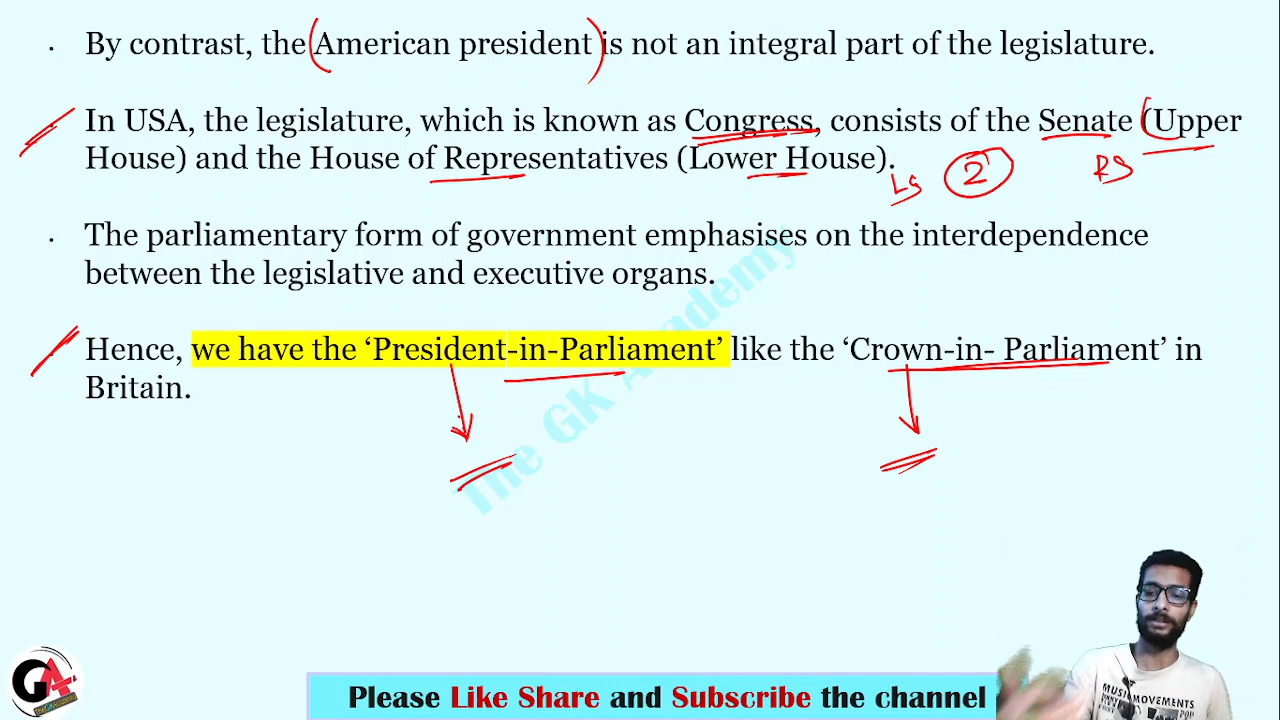 · By contrast, the (American president) is not an integral part of the legislature.
In USA, the legislature, which is known as Congress, consists of the Senate (Upper
House) and the House of Representatives (Lower House).
LS 2 RS
· The parliamentary form of government emphasises on the interdependence
between the legislative and executive organs.
Hence, we have the ‘President-in-Parliament’ like the ‘Crown-in- Parliament’ in
Britain.
The GK Academy
GA
TheGKAcademy
MUSIC MOVEMENTS
Please Like Share and Subscribe the channel